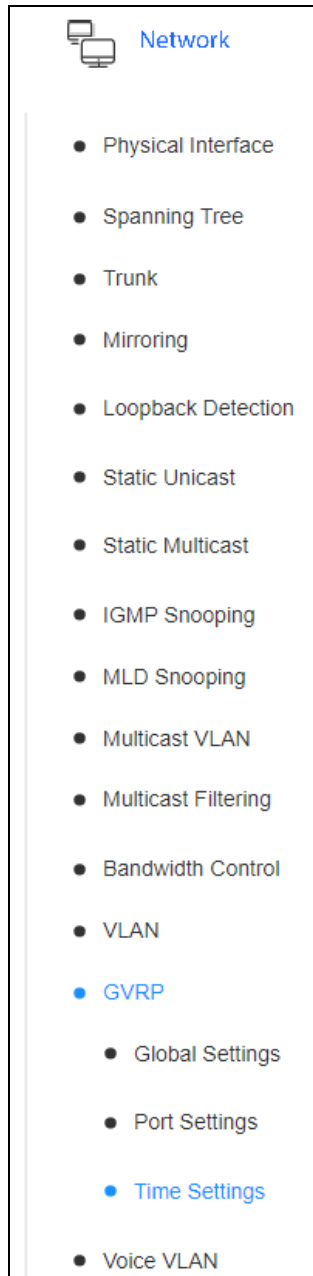 Network
Physical Interface
Spanning Tree
Trunk
Mirroring
Loopback Detection
Static Unicast
Static Multicast
IGMP Snooping
MLD Snooping
Multicast VLAN
Multicast Filtering
Bandwidth Control
VLAN
GVRP
Global Settings
Port Settings
Time Settings
Voice VLAN